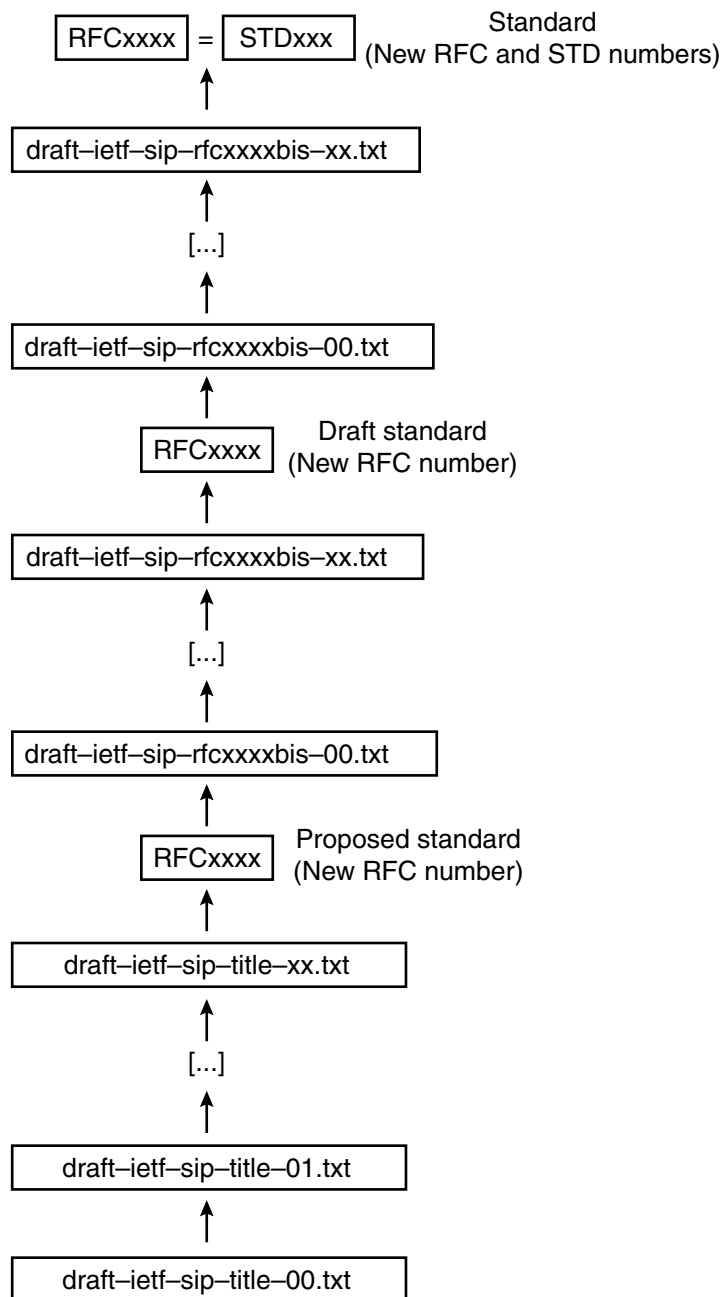 RFCxxxx = STDxxx
Standard
(New RFC and STD numbers)
draft–ietf–sip–rfcxxxxbis–xx.txt
[...]
draft–ietf–sip–rfcxxxxbis–00.txt
RFCxxxx
Draft standard
(New RFC number)
draft–ietf–sip–rfcxxxxbis–xx.txt
[...]
draft–ietf–sip–rfcxxxxbis–00.txt
RFCxxxx
Proposed standard
(New RFC number)
draft–ietf–sip–title–xx.txt
[...]
draft–ietf–sip–title–01.txt
draft–ietf–sip–title–00.txt